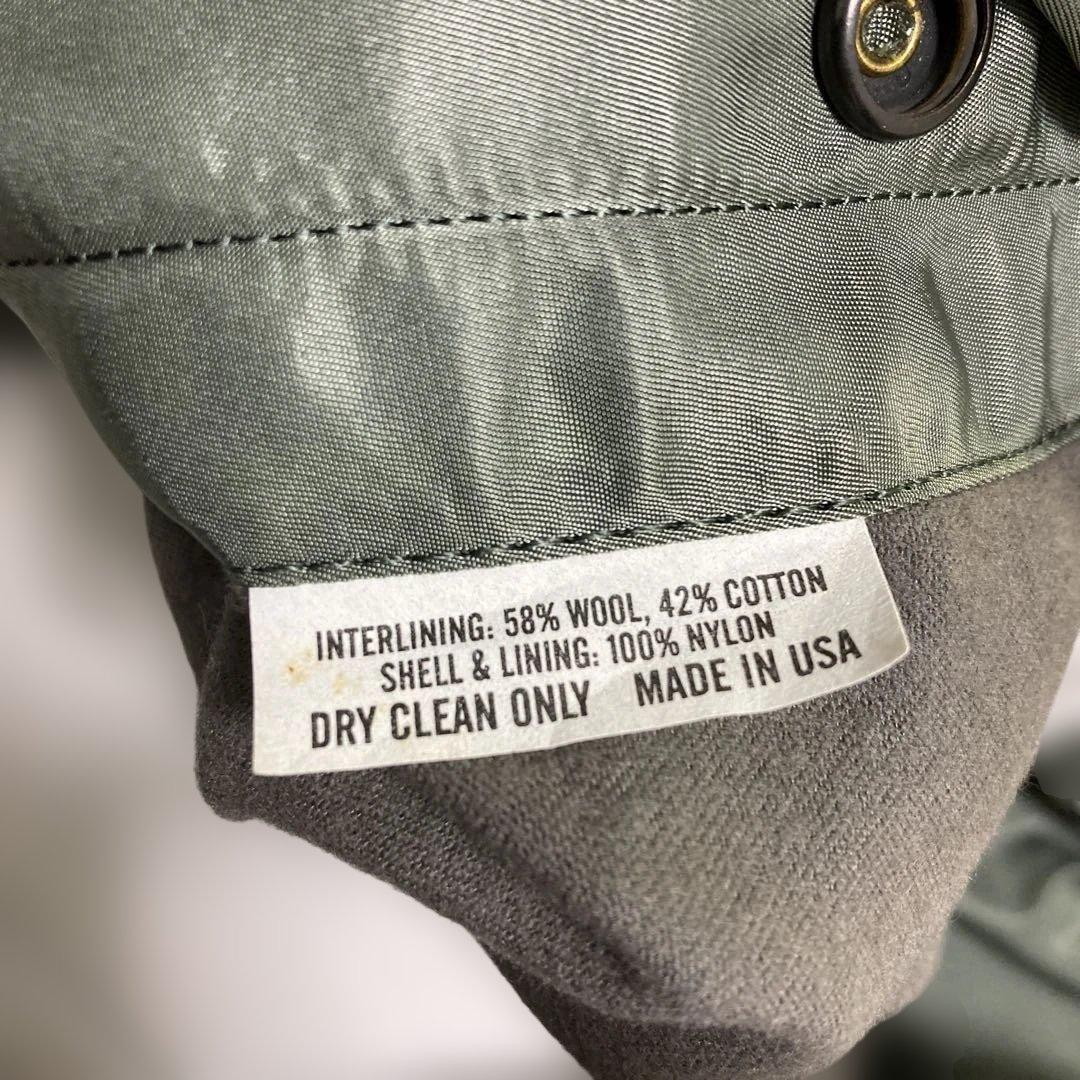 INTERLINING: 58% WOOL, 42% COTTON
SHELL & LINING: 100% NYLON
DRY CLEAN ONLY MADE IN USA